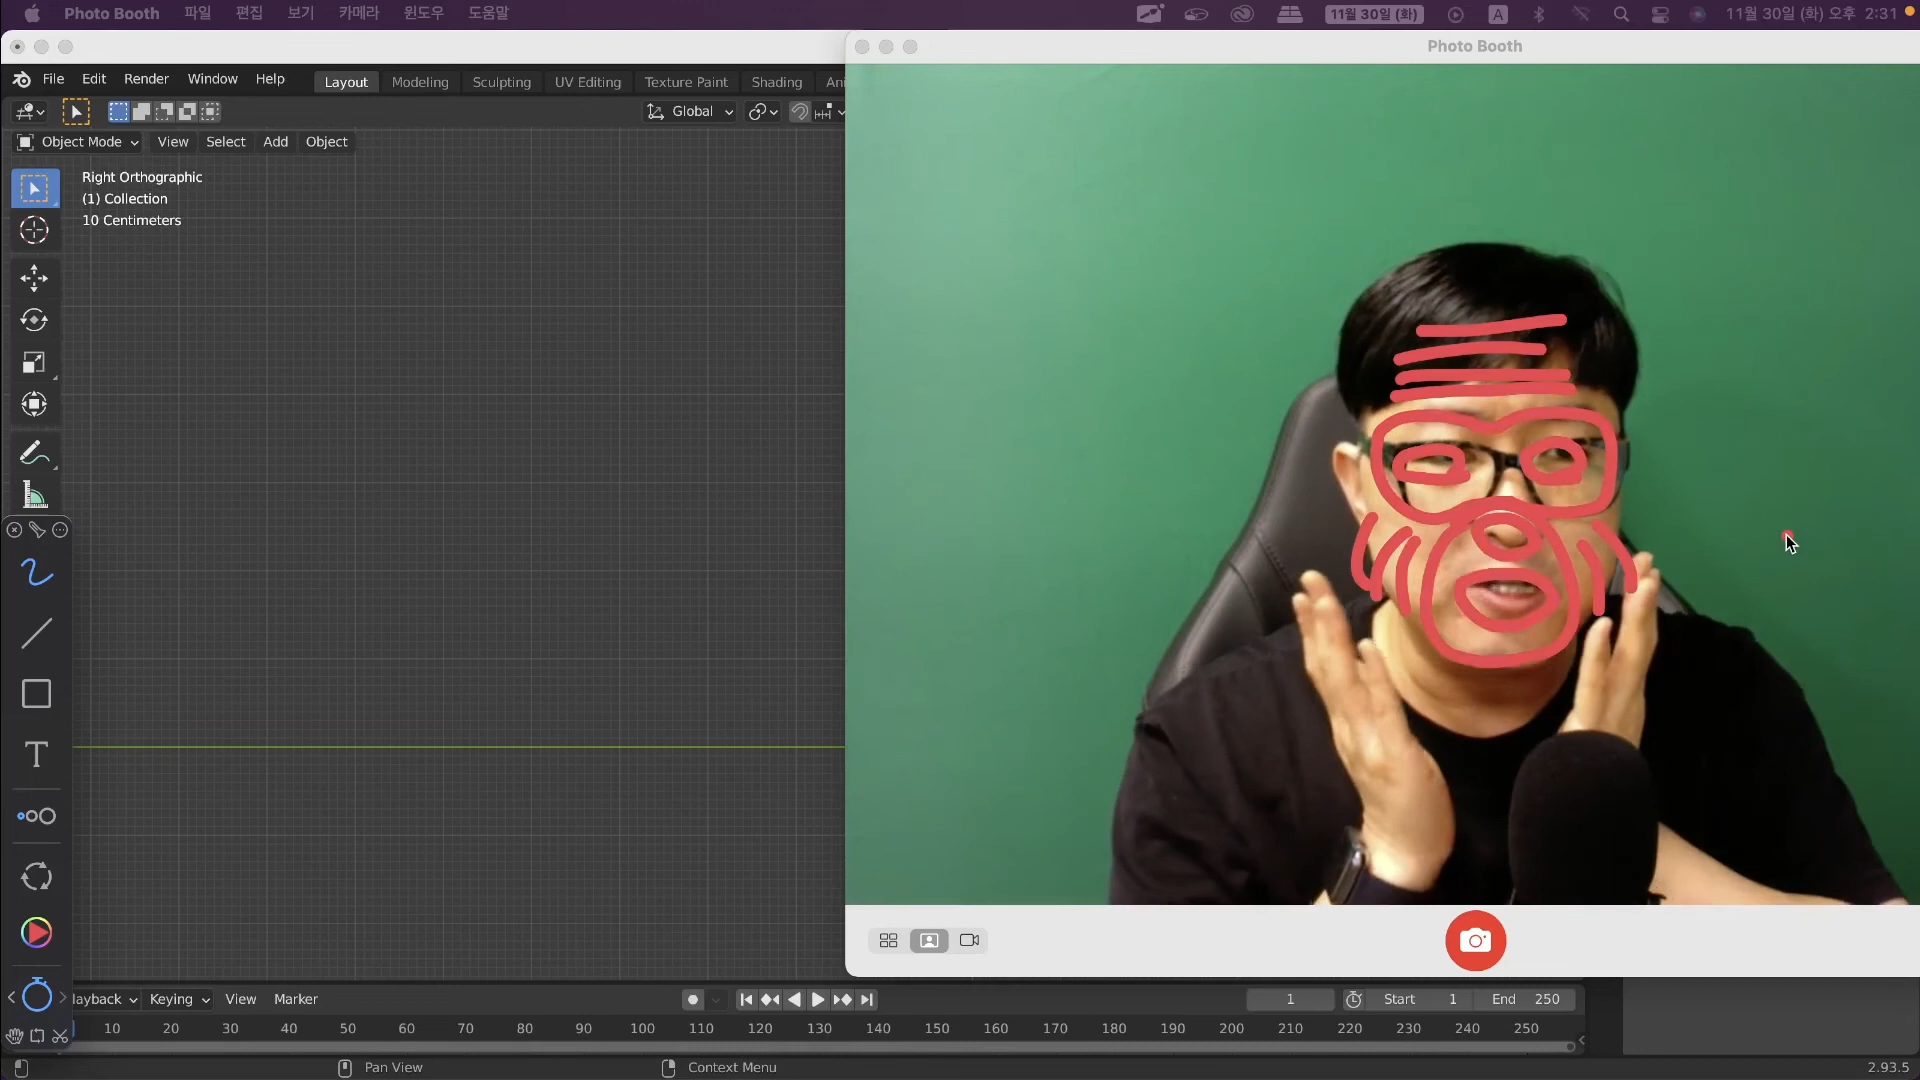 Photo Booth 파일 편집 보기 카메라 윈도우 도움말 11월 30일 (화) A 11월 30일 (화) 오후 2:31
Photo Booth
File Edit Render Window Help Layout Modeling Sculpting UV Editing Texture Paint Shading Ani
Global
Object Mode View Select Add Object
Right Orthographic
(1) Collection
10 Centimeters
T
layback Keying View Marker 1 Start 1 End 250
10 20 30 40 50 60 70 80 90 100 110 120 130 140 150 160 170 180 190 200 210 220 230 240 250
Pan View Context Menu 2.93.5